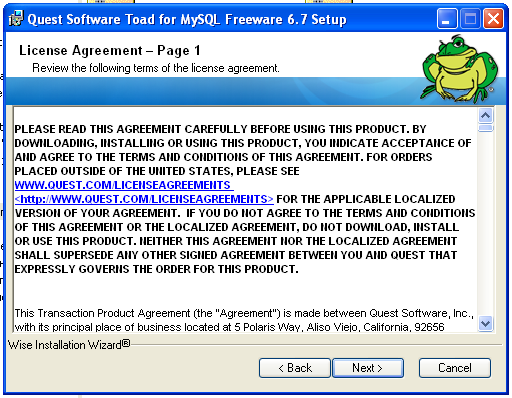 Quest Software Toad for MySQL Freeware 6.7 Setup
License Agreement – Page 1
Review the following terms of the license agreement.
PLEASE READ THIS AGREEMENT CAREFULLY BEFORE USING THIS PRODUCT. BY
DOWNLOADING, INSTALLING OR USING THIS PRODUCT, YOU INDICATE ACCEPTANCE OF
AND AGREE TO THE TERMS AND CONDITIONS OF THIS AGREEMENT. FOR ORDERS
PLACED OUTSIDE OF THE UNITED STATES, PLEASE SEE
WWW.QUEST.COM/LICENSEAGREEMENTS
<http://WWW.QUEST.COM/LICENSEAGREEMENTS> FOR THE APPLICABLE LOCALIZED
VERSION OF YOUR AGREEMENT. IF YOU DO NOT AGREE TO THE TERMS AND CONDITIONS
OF THIS AGREEMENT OR THE LOCALIZED AGREEMENT, DO NOT DOWNLOAD, INSTALL
OR USE THIS PRODUCT. NEITHER THIS AGREEMENT NOR THE LOCALIZED AGREEMENT
SHALL SUPERSEDE ANY OTHER SIGNED AGREEMENT BETWEEN YOU AND QUEST THAT
EXPRESSLY GOVERNS THE ORDER FOR THIS PRODUCT.
This Transaction Product Agreement (the "Agreement") is made between Quest Software, Inc.,
with its principal place of business located at 5 Polaris Way, Aliso Viejo, California, 92656
Wise Installation Wizard®
< Back
Next >
Cancel